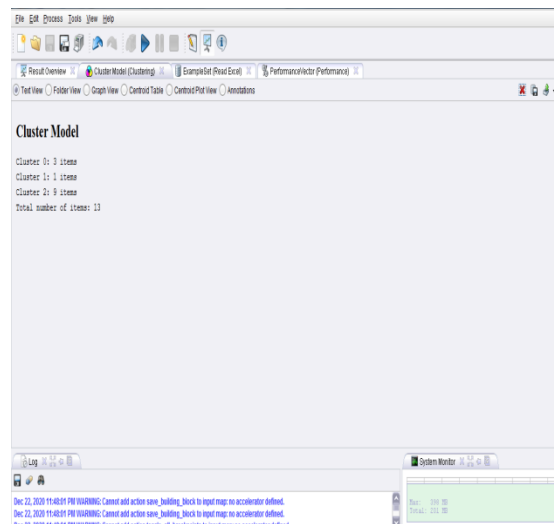 File Edit Process Tools View Help
Result Overview Cluster Model (Clustering) ExampleSet (Read Excel) PerformanceVector (Performance)
Text View Folder View Graph View Centroid Table Centroid Plot View Annotations
Cluster Model
Cluster 0: 3 items
Cluster 1: 1 items
Cluster 2: 9 items
Total number of items: 13
Log
System Monitor
Dec 22, 2020 11:48:01 PM WARNING: Cannot add action save_building_block to input map: no accelerator defined.
Dec 22, 2020 11:48:01 PM WARNING: Cannot add action save_building_block to input map: no accelerator defined.
Max:
Total: